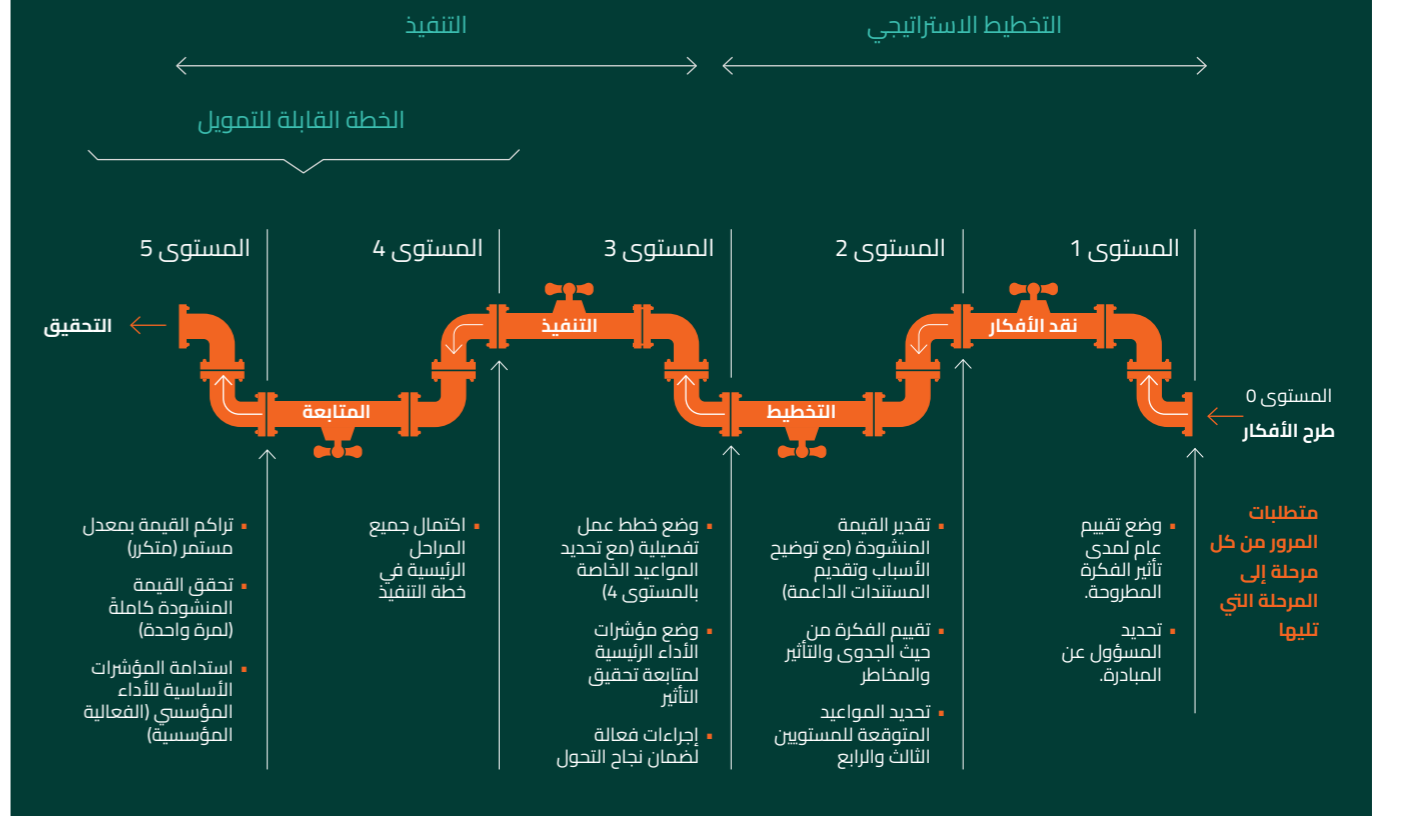 التخطيط الاستراتيجي
التنفيذ
الخطة القابلة للتمويل
المستوى 1
المستوى 2
المستوى 3
المستوى 4
المستوى 5
المستوى 0
طرح الأفكار
نقد الأفكار
التخطيط
التنفيذ
المتابعة
التحقيق
متطلبات
المرور من كل
مرحلة إلى
المرحلة التي
تليها
▪ وضع تقييم
عام لمدى
تأثير الفكرة
المطروحة.
▪ تحديد
المسؤول عن
المبادرة.
▪ تقدير القيمة
المنشودة (مع توضيح
الأسباب وتقديم
المستندات الداعمة)
▪ تقييم الفكرة من
حيث الجدوى والتأثير
والمخاطر
▪ تحديد المواعيد
المتوقعة للمستويين
الثالث والرابع
▪ وضع خطط عمل
تفصيلية (مع تحديد
المواعيد الخاصة
بالمستوى 4)
▪ وضع مؤشرات
الأداء الرئيسية
لمتابعة تحقيق
التأثير
▪ إجراءات فعالة
لضمان نجاح التحول
▪ اكتمال جميع
المراحل
الرئيسية في
خطة التنفيذ
▪ تراكم القيمة بمعدل
مستمر (متكرر)
▪ تحقق القيمة
المنشودة كاملةً
(لمرة واحدة)
▪ استدامة المؤشرات
الأساسية للأداء
المؤسسي (الفعالية
المؤسسية)